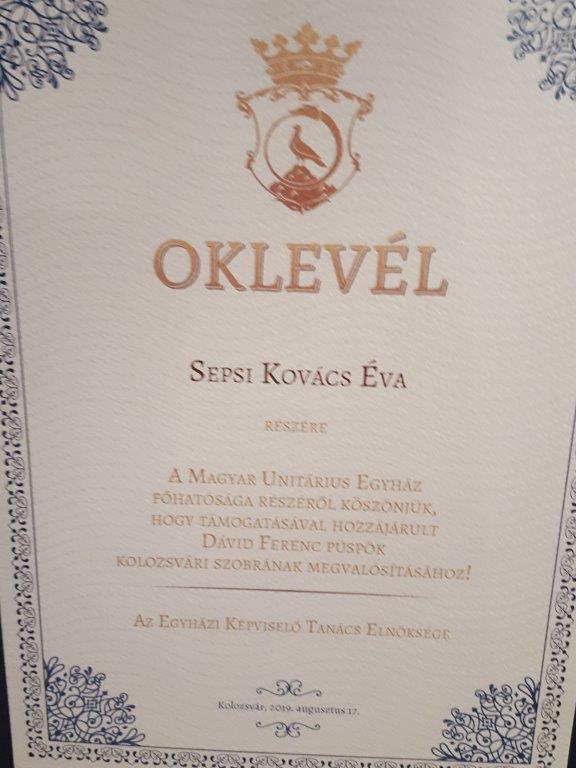 OKLEVÉL
SEPSI KOVÁCS ÉVA
RÉSZÉRE
A MAGYAR UNITÁRIUS EGYHÁZ
FŐHATÓSÁGA RÉSZÉRŐL KÖSZÖNJÜK,
HOGY TÁMOGATÁSÁVAL HOZZÁJÁRULT
DÁVID FERENC PÜSPÖK
KOLOZSVÁRI SZOBRÁNAK MEGVALÓSÍTÁSÁHOZ!
AZ EGYHÁZI KÉPVISELŐ TANÁCS ELNÖKSÉGE
Kolozsvár, 2019. augusztus 17.